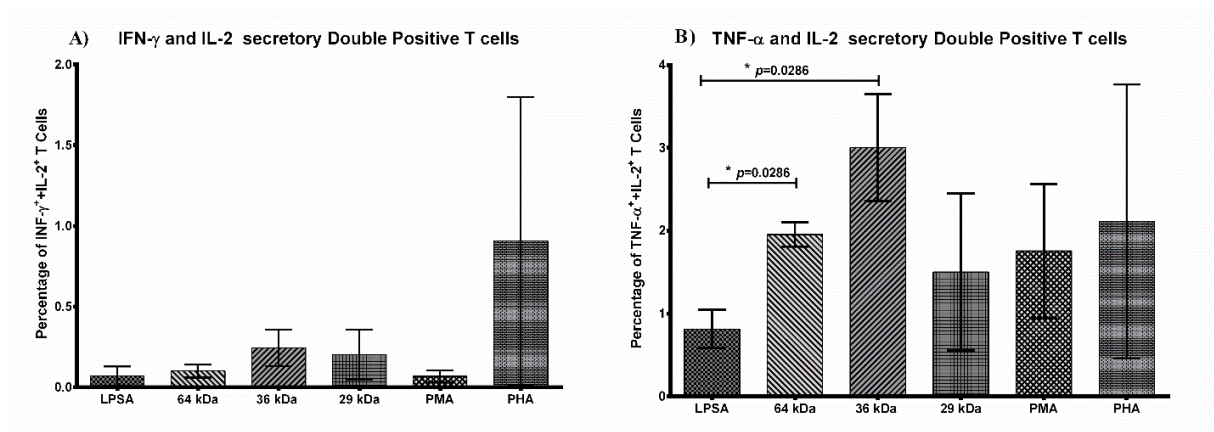 A) IFN-γ and IL-2 secretory Double Positive T cells
Percentage of INF-γ⁺+IL-2⁺ T Cells
2.0
1.5
1.0
0.5
0.0
LPSA 64 kDa 36 kDa 29 kDa PMA PHA
B) TNF-α and IL-2 secretory Double Positive T cells
Percentage of TNF-α⁺+IL-2⁺ T Cells
4
3
2
1
0
* p=0.0286
* p=0.0286
LPSA 64 kDa 36 kDa 29 kDa PMA PHA